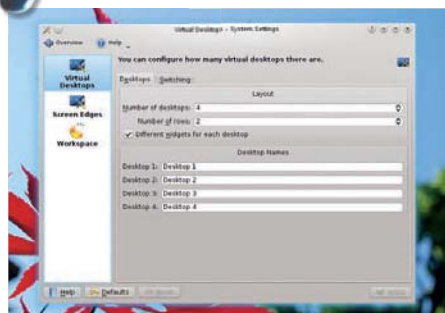 Virtual Desktops – System Settings
Overview Help
You can configure how many virtual desktops there are.
Virtual Desktops
Screen Edges
Workspace
Desktops Switching
Layout
Number of desktops: 4
Number of rows: 2
Different widgets for each desktop
Desktop Names
Desktop 1: Desktop 1
Desktop 2: Desktop 2
Desktop 3: Desktop 3
Desktop 4: Desktop 4
Help Defaults